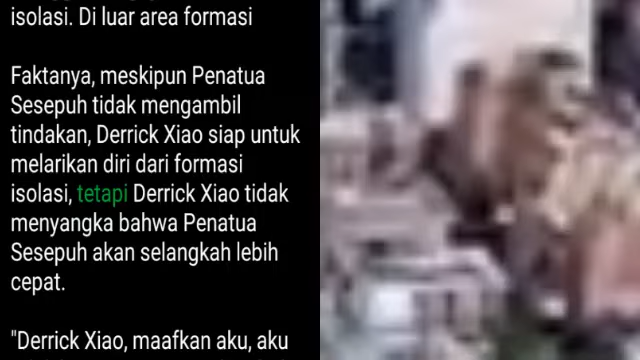 isolasi. Di luar area formasi
Faktanya, meskipun Penatua
Sesepuh tidak mengambil
tindakan, Derrick Xiao siap untuk
melarikan diri dari formasi
isolasi, tetapi Derrick Xiao tidak
menyangka bahwa Penatua
Sesepuh akan selangkah lebih
cepat.
"Derrick Xiao, maafkan aku, aku